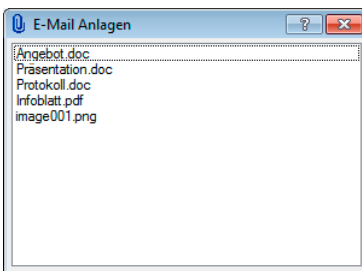 E-Mail Anlagen
Angebot.doc
Präsentation.doc
Protokoll.doc
Infoblatt.pdf
image001.png